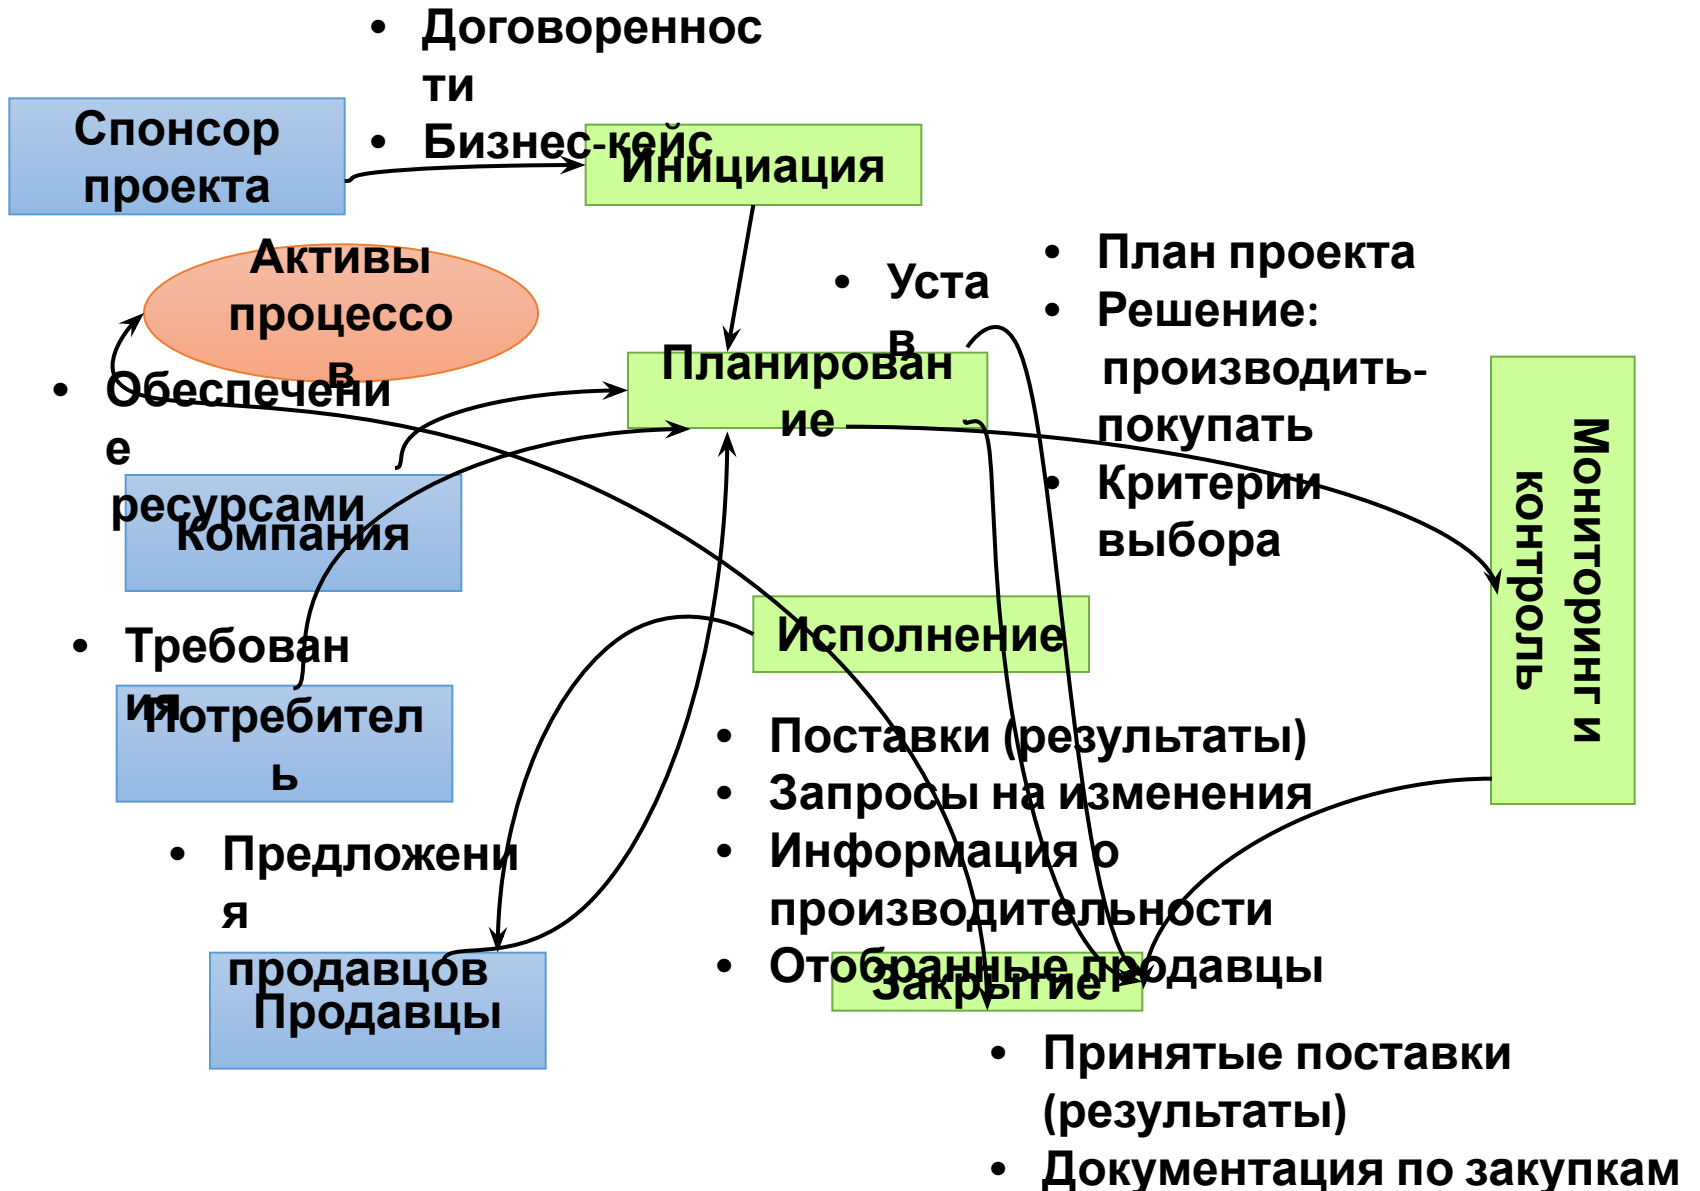 • Договореннос
ти
• Бизнес-кейс
Спонсор
проекта
Инициация
Активы
процессо
в
• Уста
в
• План проекта
• Решение:
производить-
покупать
• Критерии
выбора
Планирован
ие
• Обеспечени
е
ресурсами
Компания
Мониторинг и
контроль
Исполнение
• Требован
ия
Потребител
ь
• Поставки (результаты)
• Запросы на изменения
• Информация о
производительности
• Отобранные продавцы
• Предложени
я
продавцов
Продавцы
Закрытие
• Принятые поставки
(результаты)
• Документация по закупкам